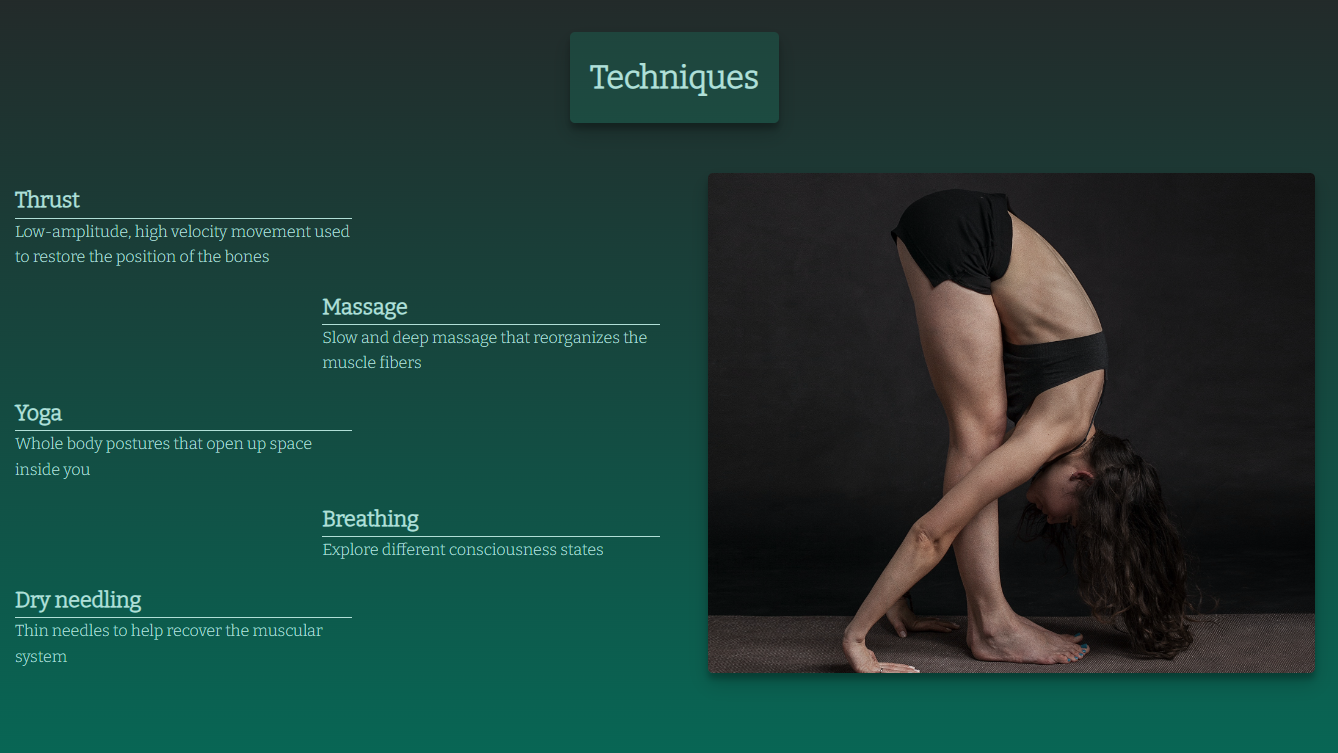 Techniques
Thrust
Low-amplitude, high velocity movement used
to restore the position of the bones
Massage
Slow and deep massage that reorganizes the
muscle fibers
Yoga
Whole body postures that open up space
inside you
Breathing
Explore different consciousness states
Dry needling
Thin needles to help recover the muscular
system